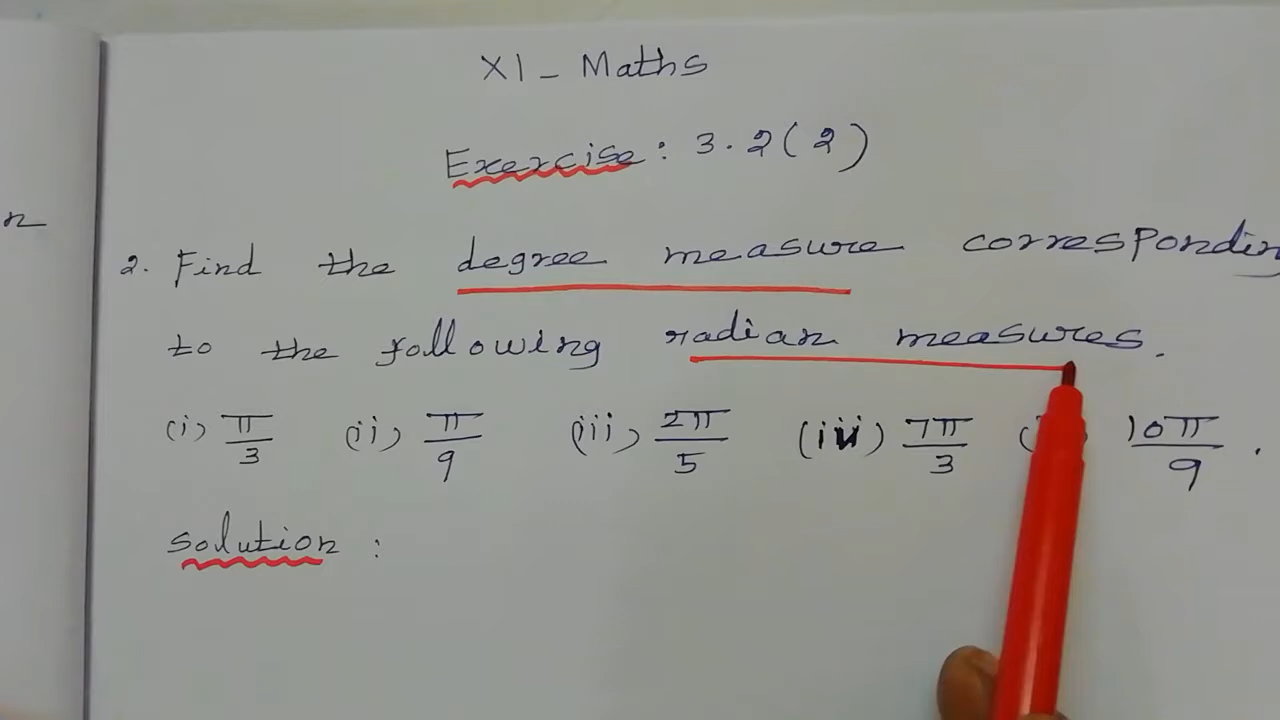 XI - Maths
Exercise: 3.2(2)
n
2. Find the degree measure correspondin
to the following radian measures.
(i) π/3 (ii) π/9 (iii) 2π/5 (iv) 7π/3 10π/9.
Solution: